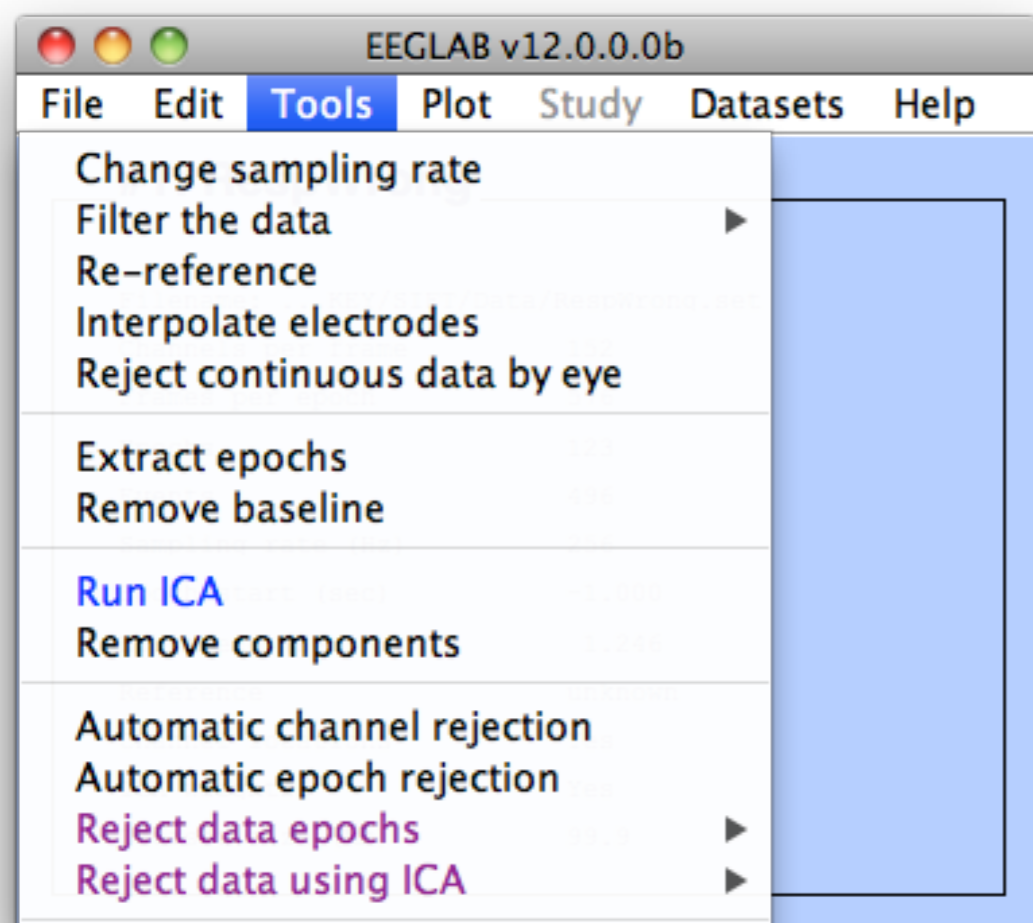 EEGLAB v12.0.0.0b
File Edit Tools Plot Study Datasets Help
Change sampling rate
Filter the data
Re-reference
Interpolate electrodes
Reject continuous data by eye
Extract epochs
Remove baseline
Run ICA
Remove components
Automatic channel rejection
Automatic epoch rejection
Reject data epochs
Reject data using ICA